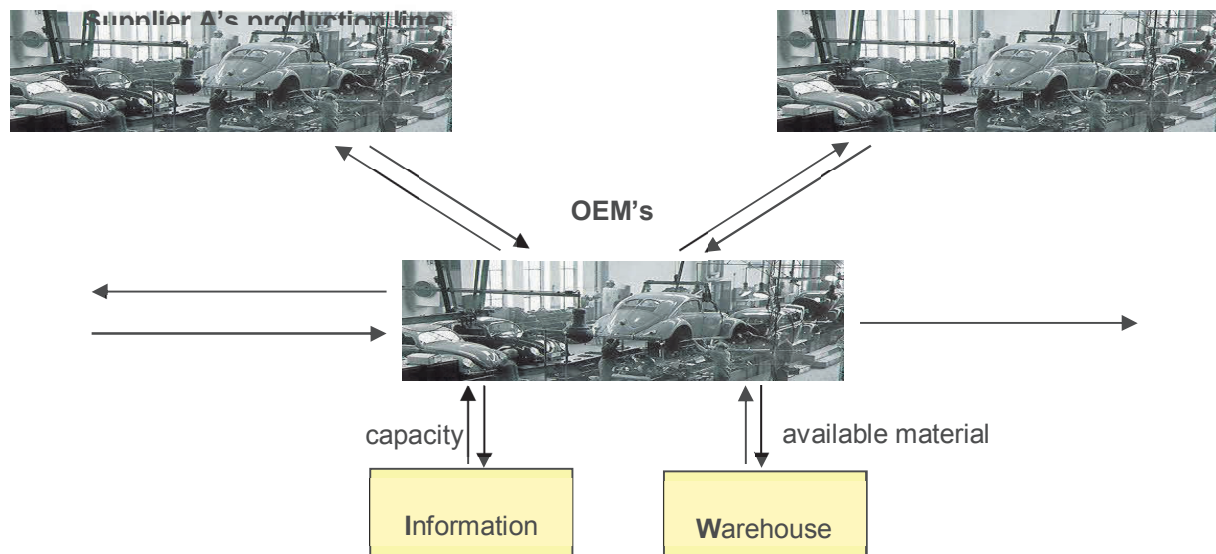 Supplier A's production line
OEM's
capacity
available material
Information
Warehouse